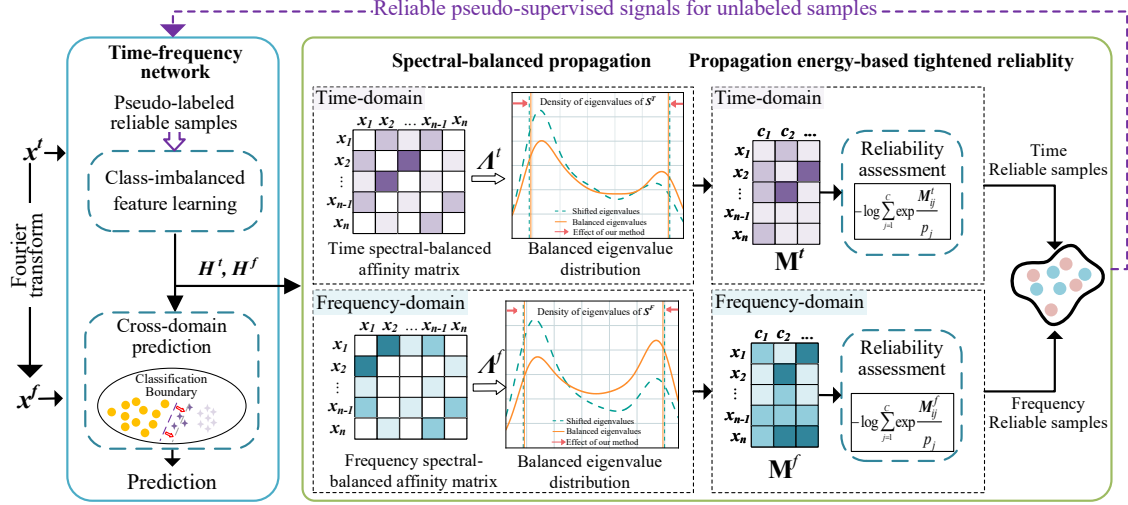 Reliable pseudo-supervised signals for unlabeled samples
Time-frequency
network
Pseudo-labeled
reliable samples
x^t
Class-imbalanced
feature learning
Fourier
transform
H^t, H^f
Cross-domain
prediction
Classification
Boundary
x^f
Prediction
Spectral-balanced propagation
Propagation energy-based tightened reliablity
Time-domain
x_1 x_2 ... x_{n-1} x_n
x_1
x_2
⋮
x_{n-1}
x_n
Time spectral-balanced
affinity matrix
Λ^t
Density of eigenvalues of S^T
Shifted eigenvalues
Balanced eigenvalues
Effect of our method
Balanced eigenvalue
distribution
Time-domain
c_1 c_2 ...
x_1
x_2
⋮
x_{n-1}
x_n
M^t
Reliability
assessment
-log∑_{j=1}^{C} exp M_{ij}^t / p_j
Time
Reliable samples
Frequency-domain
x_1 x_2 ... x_{n-1} x_n
x_1
x_2
⋮
x_{n-1}
x_n
Frequency spectral-
balanced affinity matrix
Λ^f
Density of eigenvalues of S^F
Shifted eigenvalues
Balanced eigenvalues
Effect of our method
Balanced eigenvalue
distribution
Frequency-domain
c_1 c_2 ...
x_1
x_2
⋮
x_{n-1}
x_n
M^f
Reliability
assessment
-log∑_{j=1}^{C} exp M_{ij}^f / p_j
Frequency
Reliable samples